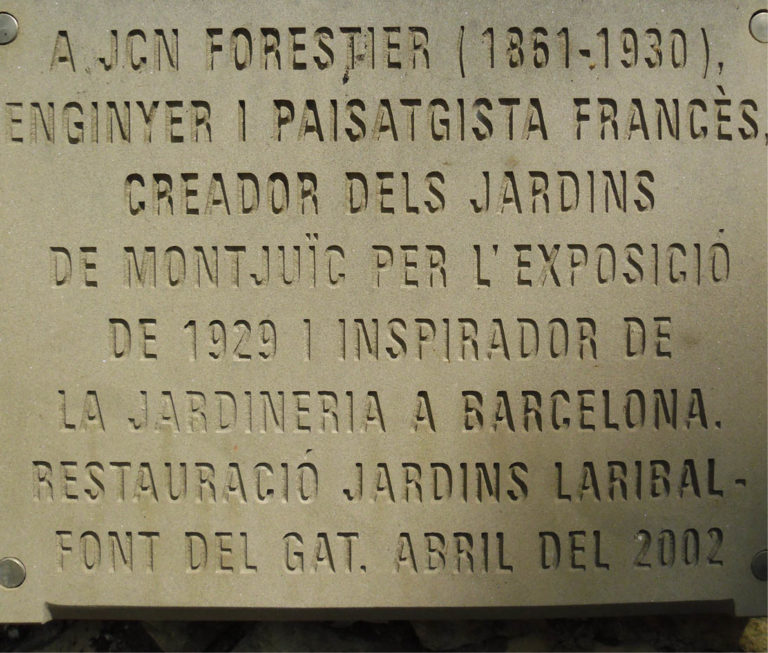 A JCN FORESTIER (1861-1930),
ENGINYER I PAISATGISTA FRANCÈS,
CREADOR DELS JARDINS
DE MONTJUÏC PER L'EXPOSICIÓ
DE 1929 I INSPIRADOR DE
LA JARDINERIA A BARCELONA.
RESTAURACIÓ JARDINS LARIBAL-
FONT DEL GAT. ABRIL DEL 2002